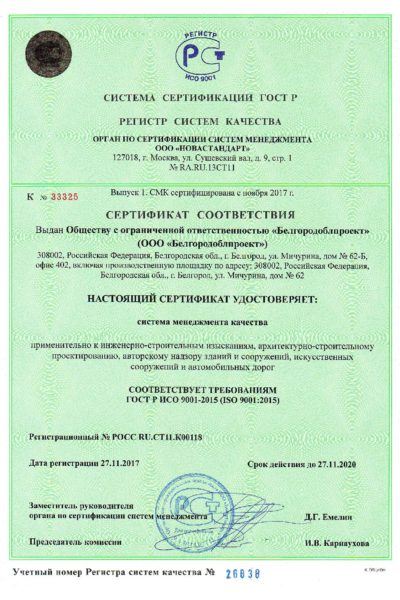 РЕГИСТР
РСТ
ИСО 9001
СИСТЕМА СЕРТИФИКАЦИИ ГОСТ Р
РЕГИСТР СИСТЕМ КАЧЕСТВА
ОРГАН ПО СЕРТИФИКАЦИИ СИСТЕМ МЕНЕДЖМЕНТА
ООО «НОВАСТАНДАРТ»
127018, г. Москва, ул. Сущевский вал, д. 9, стр. 1
№ RA.RU.13СТ11
К № 33325
Выпуск 1. СМК сертифицирована с ноября 2017 г.
СЕРТИФИКАТ СООТВЕТСТВИЯ
Выдан Обществу с ограниченной ответственностью «Белгородоблпроект»
(ООО «Белгородоблпроект»)
308002, Российская Федерация, Белгородская обл., г. Белгород, ул. Мичурина, дом № 62-Б,
офис 402, включая производственную площадку по адресу: 308002, Российская Федерация,
Белгородская обл., г. Белгород, ул. Мичурина, дом № 62
НАСТОЯЩИЙ СЕРТИФИКАТ УДОСТОВЕРЯЕТ:
система менеджмента качества
применительно к инженерно-строительным изысканиям, архитектурно-строительному
проектированию, авторскому надзору зданий и сооружений, искусственных
сооружений и автомобильных дорог
СООТВЕТСТВУЕТ ТРЕБОВАНИЯМ
ГОСТ Р ИСО 9001-2015 (ISO 9001:2015)
Регистрационный № РОСС RU.СТ11.К00118
Дата регистрации 27.11.2017
Срок действия до 27.11.2020
Заместитель руководителя
органа по сертификации систем менеджмента
Д.Г. Емелин
Председатель комиссии
И.В. Карнаухова
Учетный номер Регистра систем качества № 26038